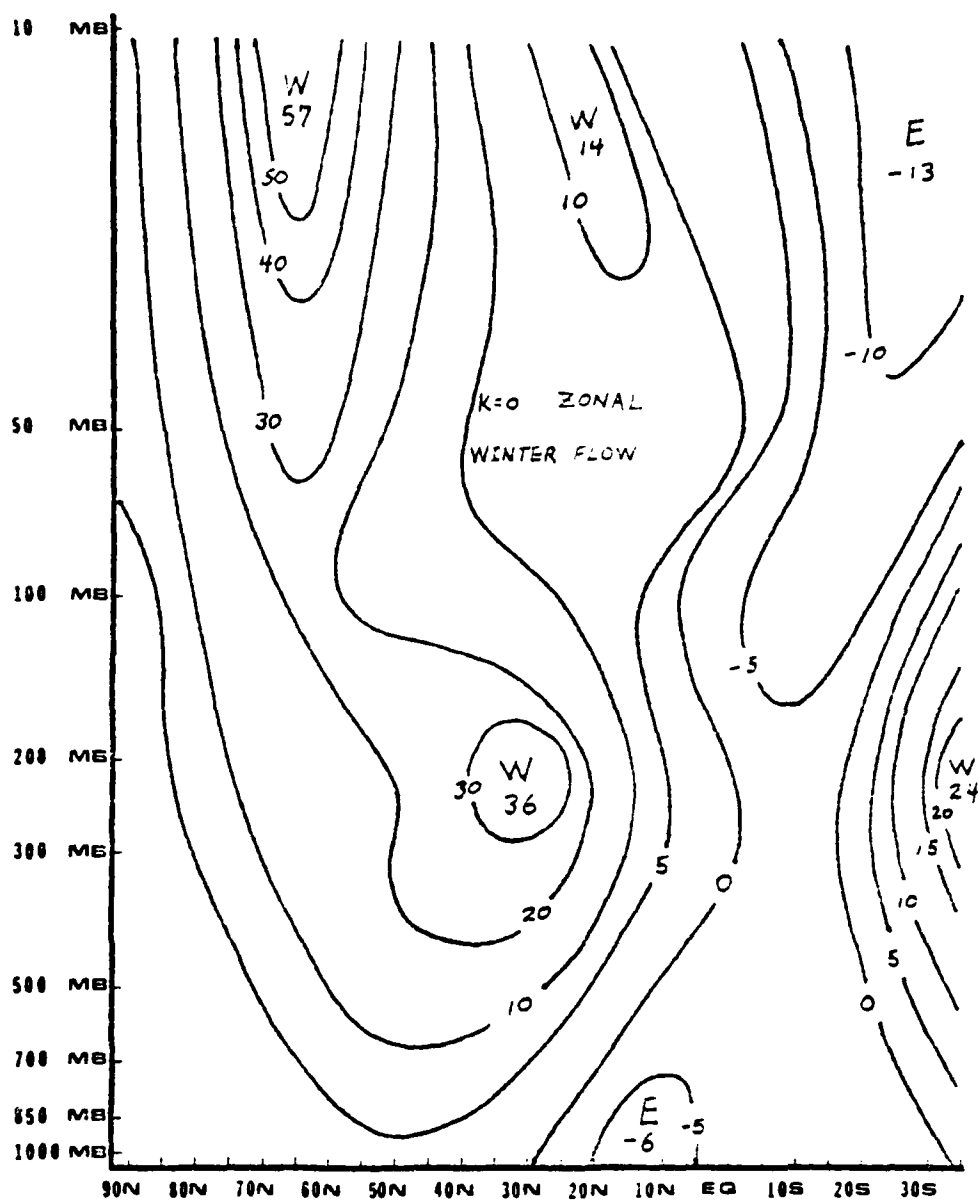 10 MB
W
57
W
14
E
-13
50
10
40
-10
30
K=0 ZONAL
50 MB
WINTER FLOW
100 MB
-5
200 MB
W
36
30
W
24
20
300 MB
15
5
0
10
20
5
500 MB
10
0
700 MB
850 MB
E
-6
-5
1000 MB
90N 80N 70N 60N 50N 40N 30N 20N 10N EQ 10S 20S 30S